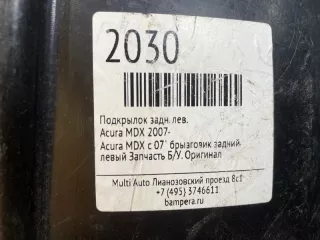 2030
Подкрылок задн. лев.
Acura MDX 2007-
Acura MDX с 07` брызговик задний
левый Запчасть Б/У. Оригинал
Multi Auto Лианозовский проезд 8с1
+7 (495) 3746611
bampera.ru